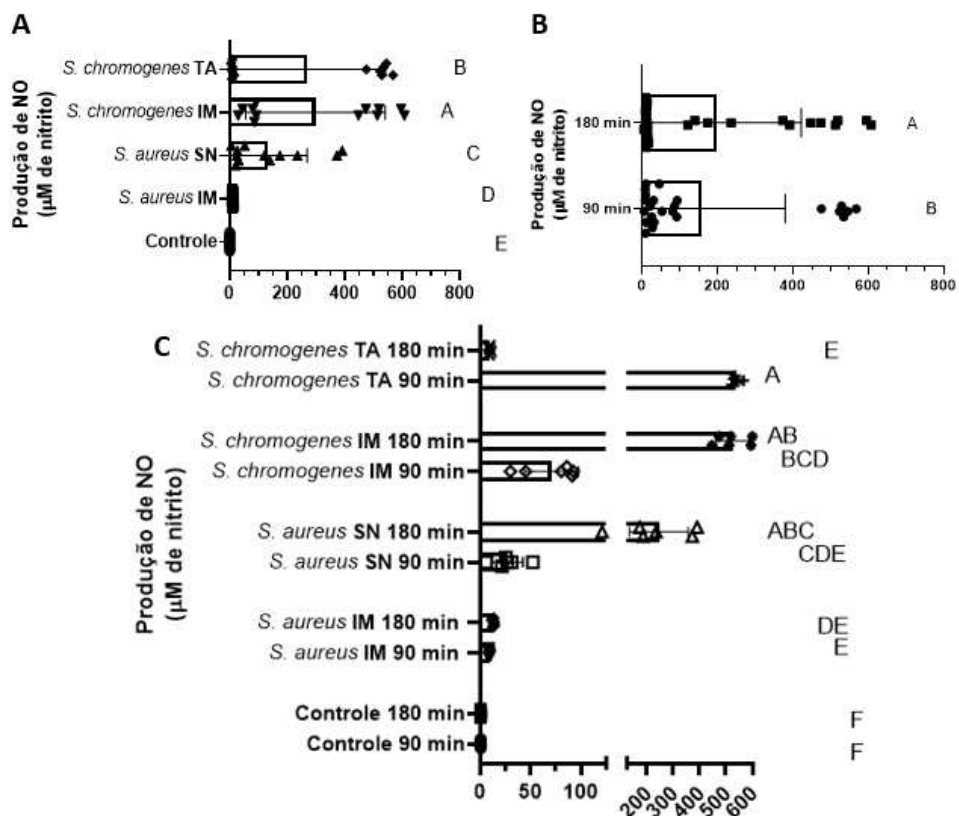 A
Produção de NO
(µM de nitrito)
S. chromogenes TA
B
S. chromogenes IM
A
S. aureus SN
C
S. aureus IM
D
Controle
E
0 200 400 600 800
B
Produção de NO
(µM de nitrito)
180 min
A
90 min
B
0 200 400 600 800
C
Produção de NO
(µM de nitrito)
S. chromogenes TA 180 min
E
S. chromogenes TA 90 min
A
S. chromogenes IM 180 min
AB
S. chromogenes IM 90 min
BCD
S. aureus SN 180 min
ABC
S. aureus SN 90 min
CDE
S. aureus IM 180 min
DE
S. aureus IM 90 min
E
Controle 180 min
F
Controle 90 min
F
0 50 100 200 300 400 500 600